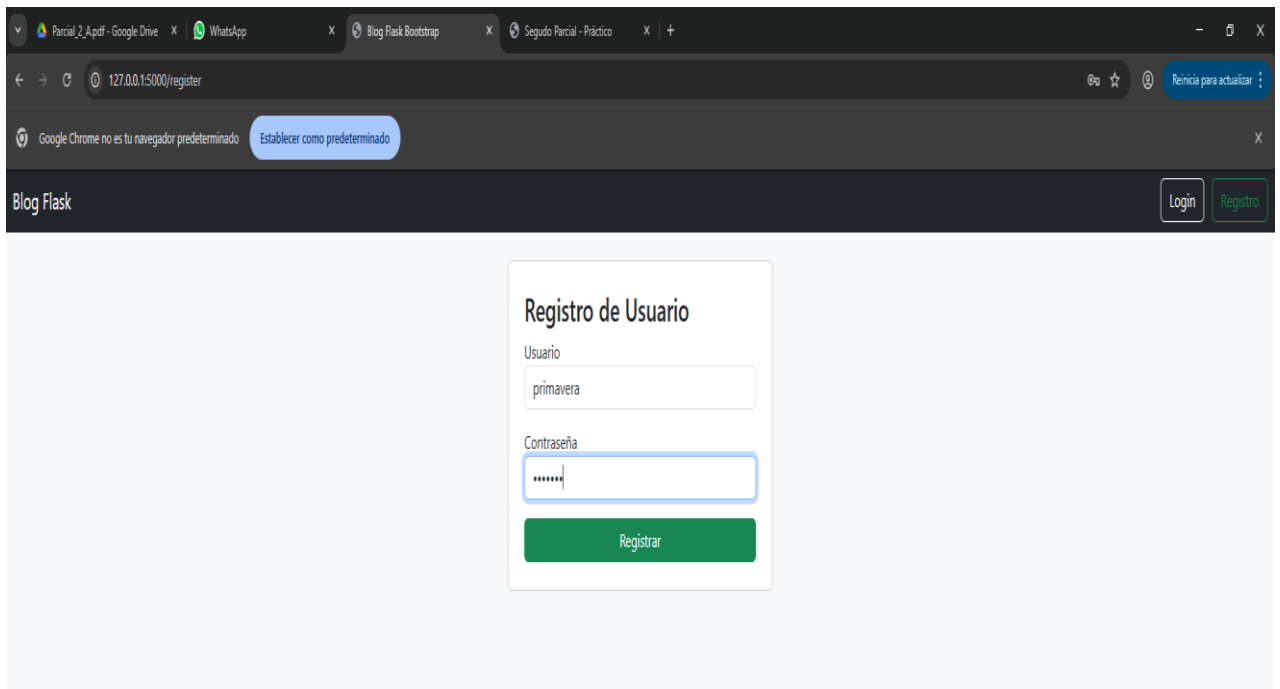 Parcial_2_A.pdf - Google Drive X WhatsApp X Blog Flask Bootstrap X Segudo Parcial - Práctico X +
127.0.0.1:5000/register Reinicia para actualizar
Google Chrome no es tu navegador predeterminado Establecer como predeterminado X
Blog Flask Login Registro
Registro de Usuario
Usuario
primavera
Contraseña
•••••••
Registrar